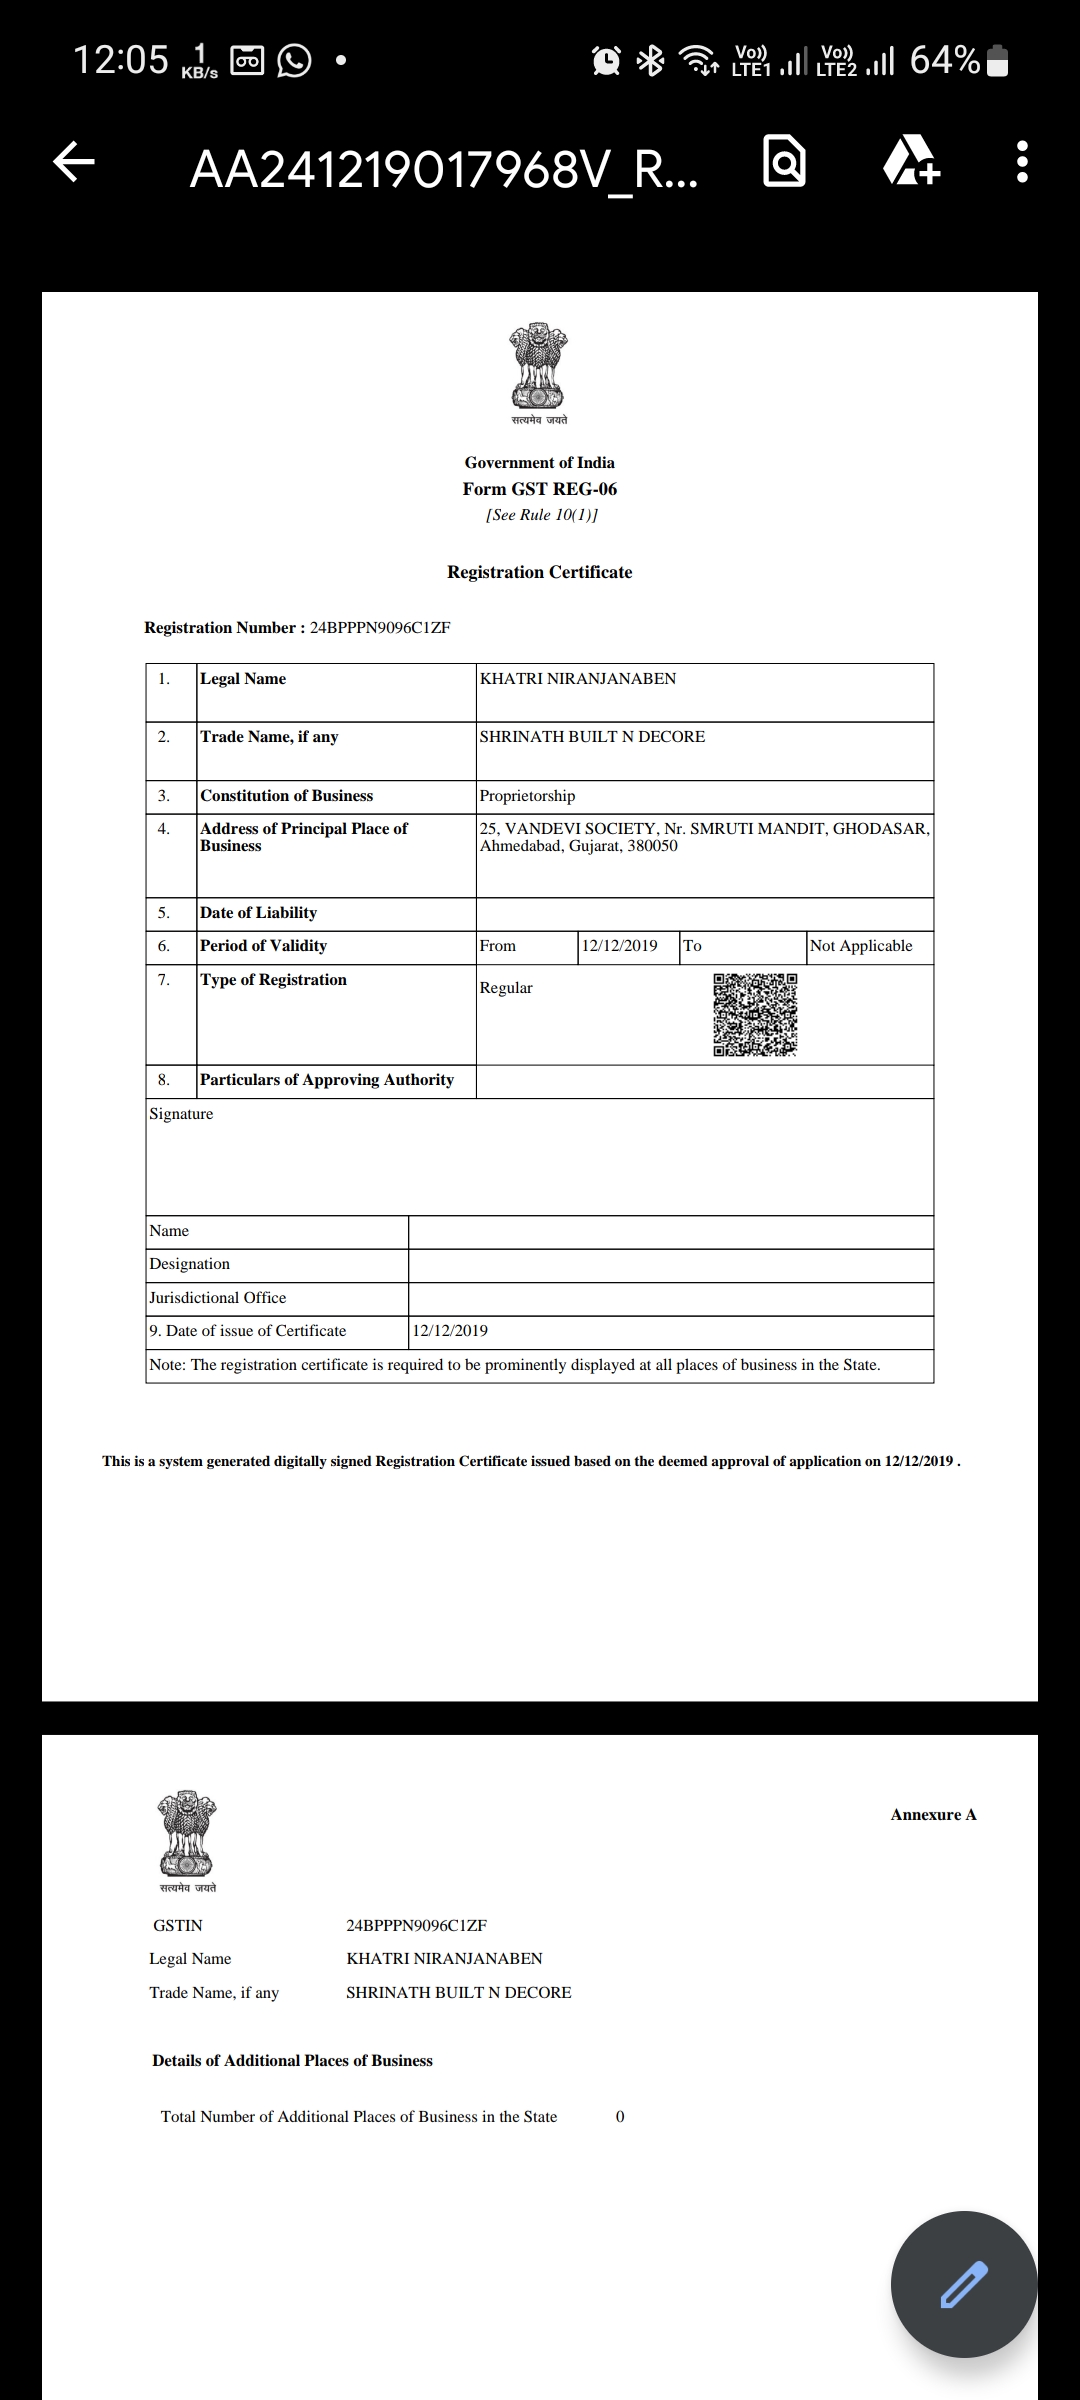 12:05 1 KB/s Vo)) LTE1 Vo)) LTE2 64%
AA241219017968V_R...
सत्यमेव जयते
Government of India
Form GST REG-06
[See Rule 10(1)]
Registration Certificate
Registration Number : 24BPPPN9096C1ZF
1. Legal Name KHATRI NIRANJANABEN
2. Trade Name, if any SHRINATH BUILT N DECORE
3. Constitution of Business Proprietorship
4. Address of Principal Place of Business 25, VANDEVI SOCIETY, Nr. SMRUTI MANDIT, GHODASAR, Ahmedabad, Gujarat, 380050
5. Date of Liability
6. Period of Validity From 12/12/2019 To Not Applicable
7. Type of Registration Regular
8. Particulars of Approving Authority
Signature
Name
Designation
Jurisdictional Office
9. Date of issue of Certificate 12/12/2019
Note: The registration certificate is required to be prominently displayed at all places of business in the State.
This is a system generated digitally signed Registration Certificate issued based on the deemed approval of application on 12/12/2019 .
Annexure A
सत्यमेव जयते
GSTIN 24BPPPN9096C1ZF
Legal Name KHATRI NIRANJANABEN
Trade Name, if any SHRINATH BUILT N DECORE
Details of Additional Places of Business
Total Number of Additional Places of Business in the State 0